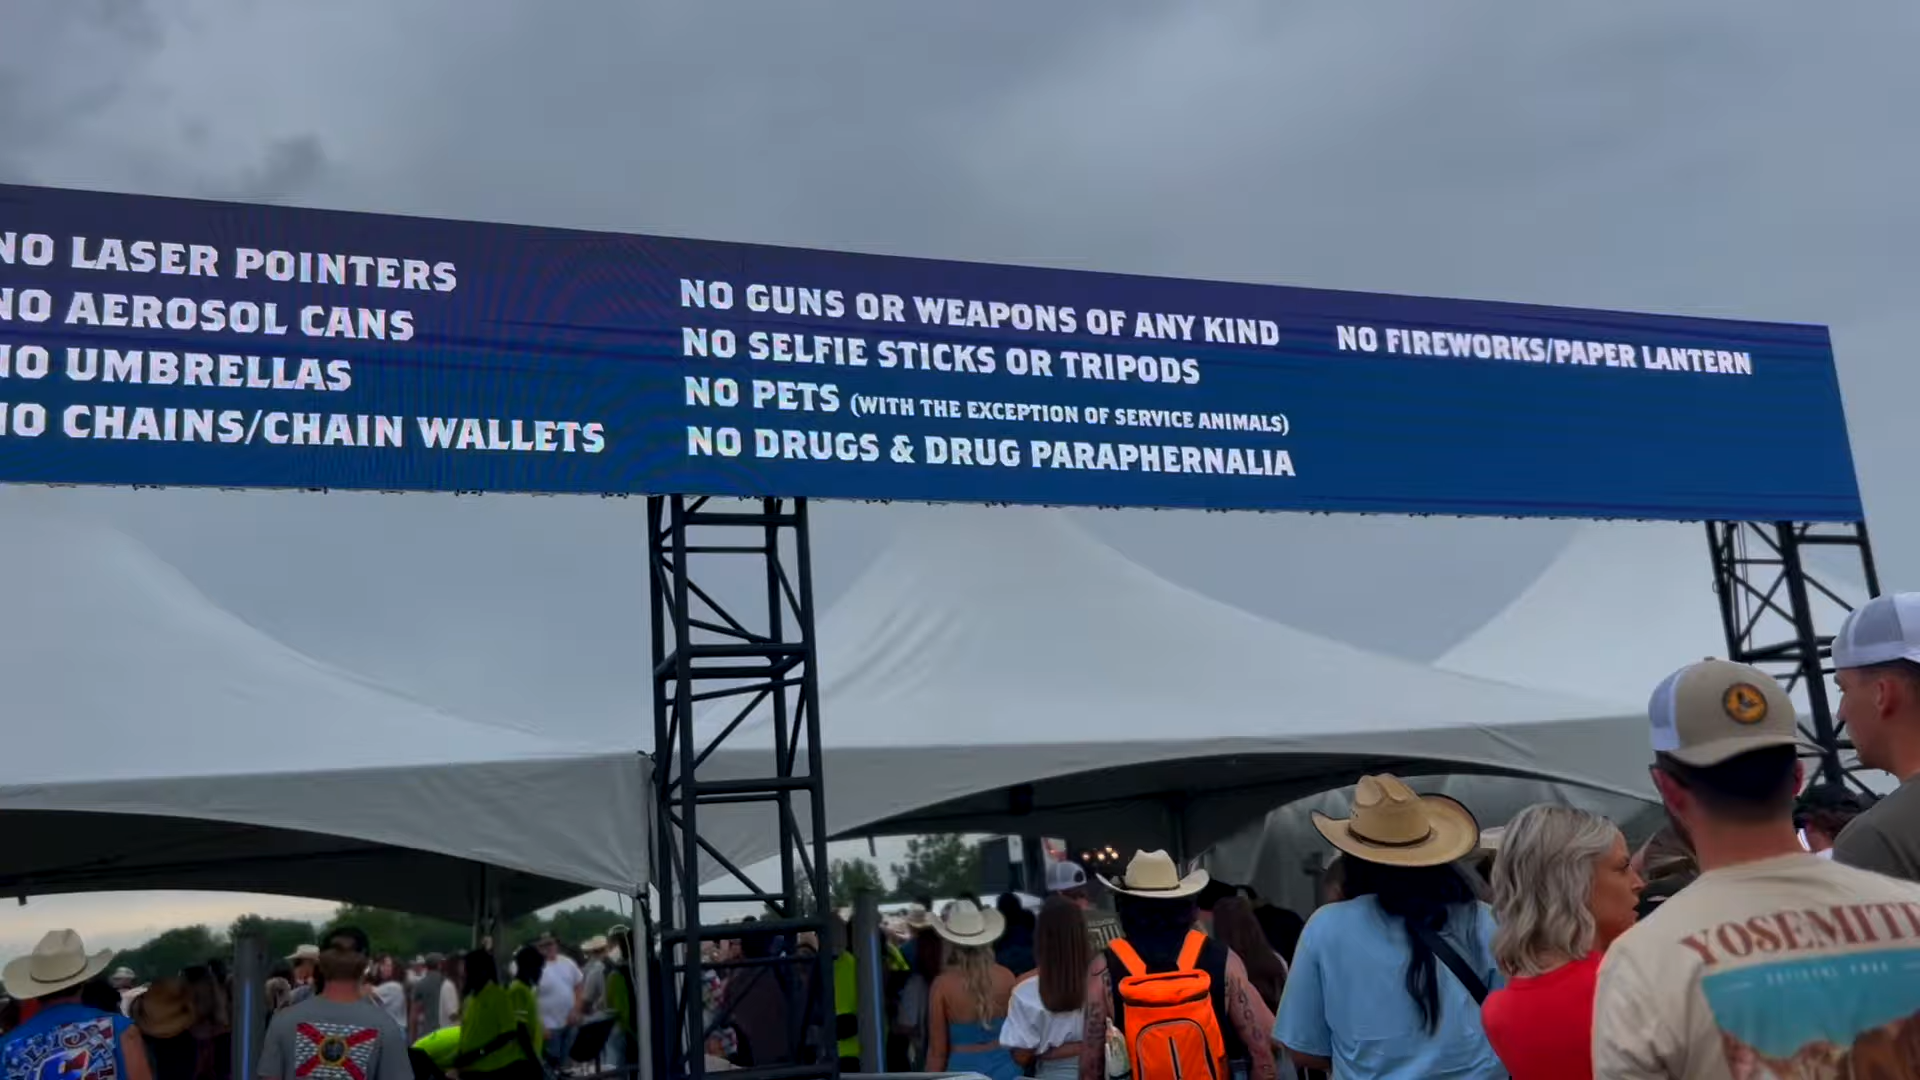 NO LASER POINTERS
NO AEROSOL CANS
NO UMBRELLAS
NO CHAINS/CHAIN WALLETS
NO GUNS OR WEAPONS OF ANY KIND
NO SELFIE STICKS OR TRIPODS
NO PETS (WITH THE EXCEPTION OF SERVICE ANIMALS)
NO DRUGS & DRUG PARAPHERNALIA
NO FIREWORKS/PAPER LANTERN
YOSEMITE